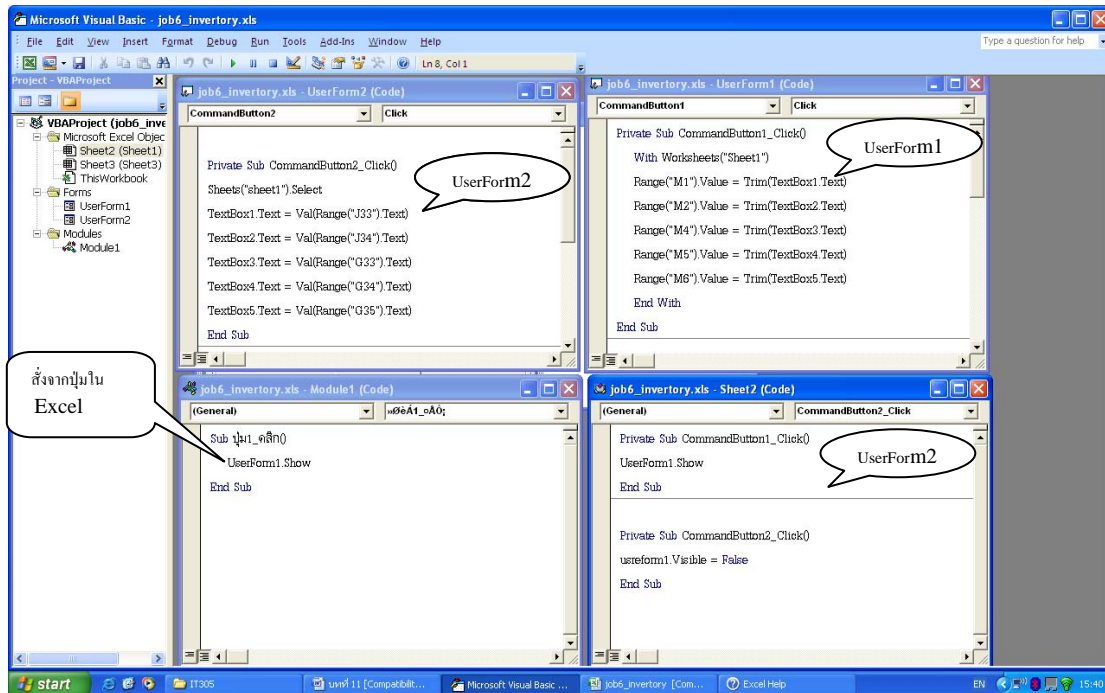 Microsoft Visual Basic - job6_invertory.xls
File Edit View Insert Format Debug Run Tools Add-Ins Window Help
Type a question for help
Ln 8, Col 1
Project - VBAProject
VBAProject (job6_inve
Microsoft Excel Objec
Sheet2 (Sheet1)
Sheet3 (Sheet3)
ThisWorkbook
Forms
UserForm1
UserForm2
Modules
Module1
job6_invertory.xls - UserForm2 (Code)
CommandButton2 Click
Private Sub CommandButton2_Click()
Sheets("sheet1").Select
TextBox1.Text = Val(Range("J33").Text)
TextBox2.Text = Val(Range("J34").Text)
TextBox3.Text = Val(Range("G33").Text)
TextBox4.Text = Val(Range("G34").Text)
TextBox5.Text = Val(Range("G35").Text)
End Sub
UserForm2
job6_invertory.xls - UserForm1 (Code)
CommandButton1 Click
Private Sub CommandButton1_Click()
With Worksheets("Sheet1")
Range("M1").Value = Trim(TextBox1.Text)
Range("M2").Value = Trim(TextBox2.Text)
Range("M4").Value = Trim(TextBox3.Text)
Range("M5").Value = Trim(TextBox4.Text)
Range("M6").Value = Trim(TextBox5.Text)
End With
End Sub
UserForm1
สั่งจากปุ่มใน
Excel
job6_invertory.xls - Module1 (Code)
(General) »ØèÁ1_¤ÅÔ¡
Sub ปุ่ม1_คลิก()
UserForm1.Show
End Sub
job6_invertory.xls - Sheet2 (Code)
(General) CommandButton2_Click
Private Sub CommandButton1_Click()
UserForm1.Show
End Sub
Private Sub CommandButton2_Click()
usreform1.Visible = False
End Sub
UserForm2
start IT305 บทที่ 11 [Compatibilit... Microsoft Visual Basic ... job6_invertory [Com... Excel Help EN 15:40